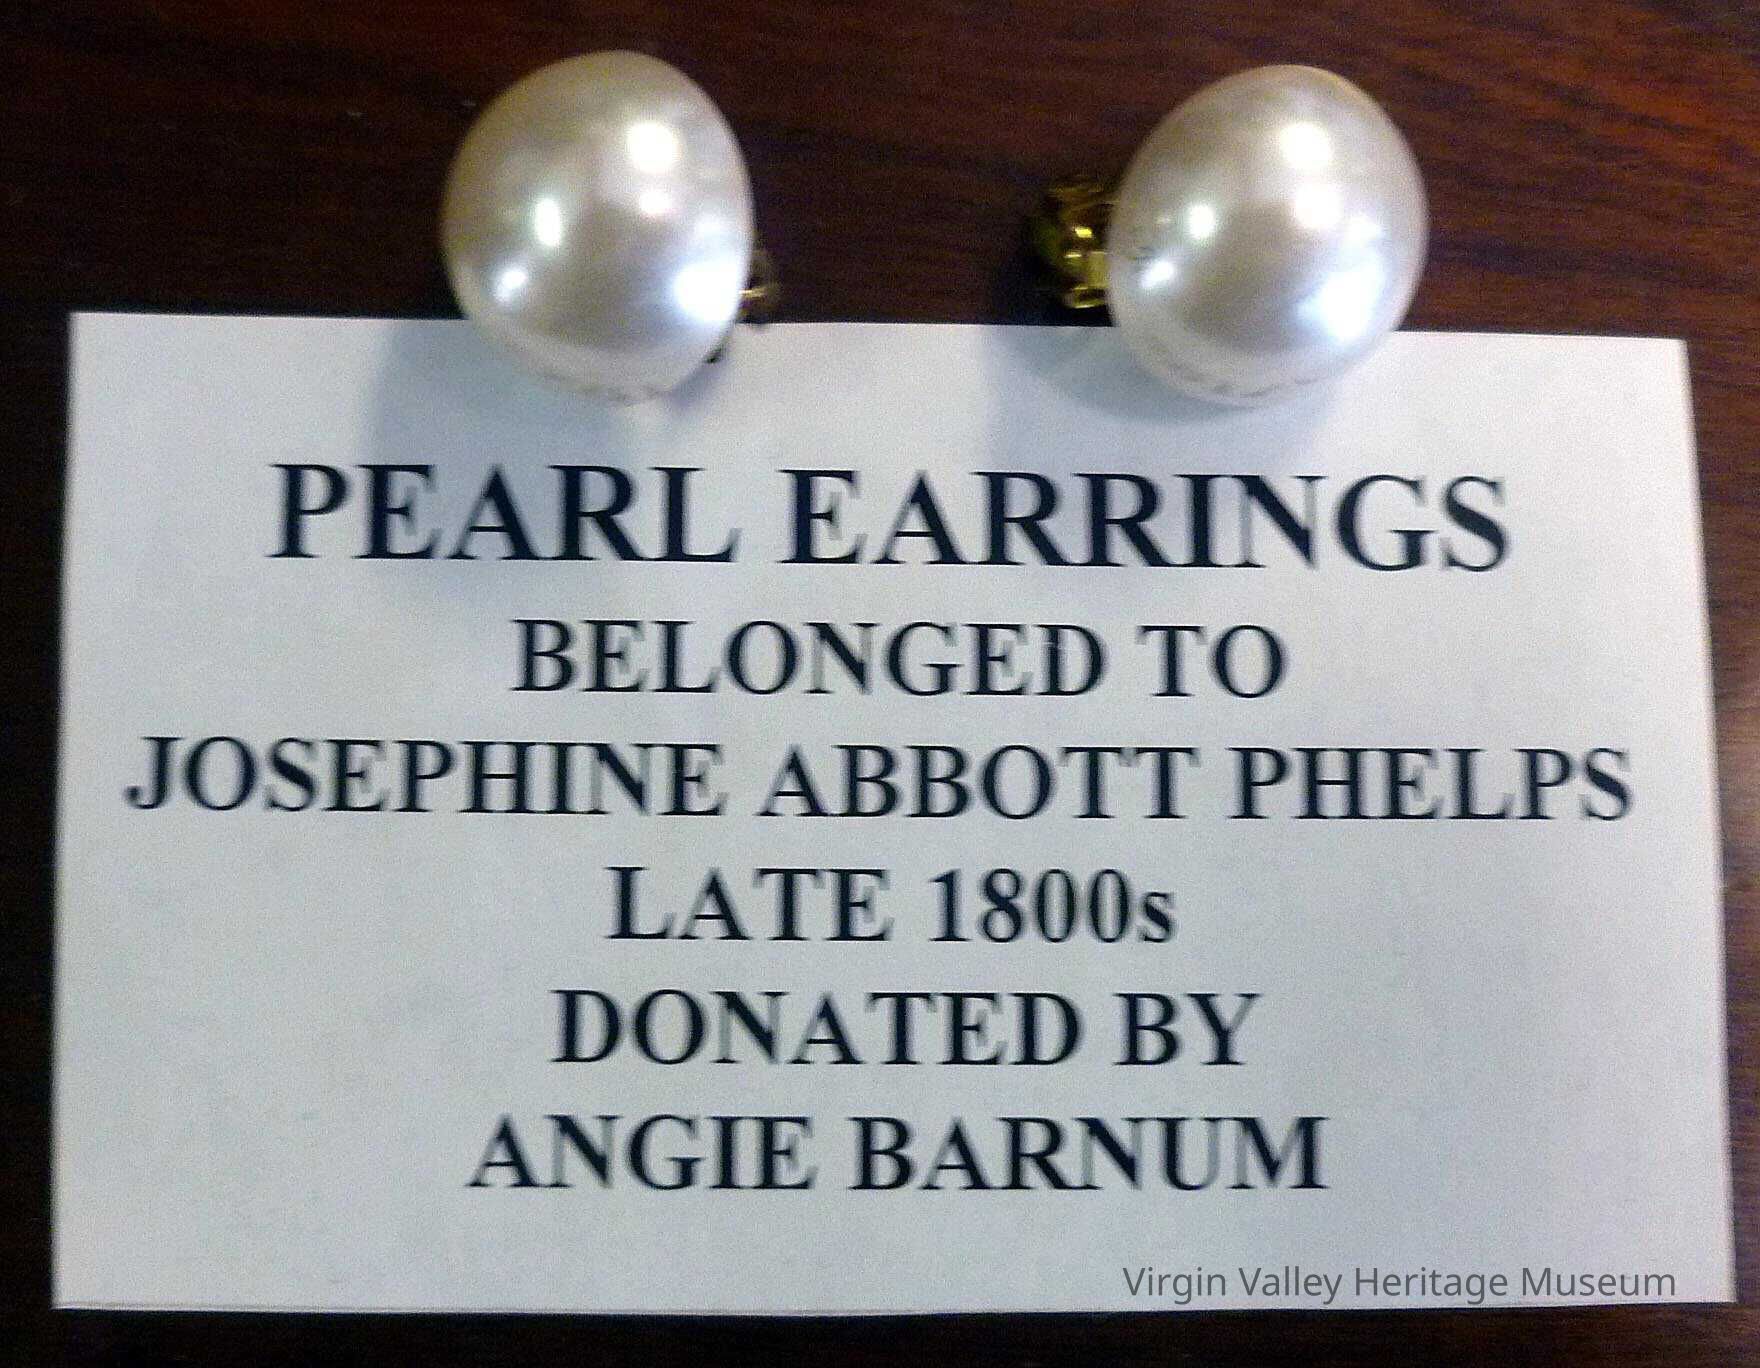 PEARL EARRINGS
BELONGED TO
JOSEPHINE ABBOTT PHELPS
LATE 1800s
DONATED BY
ANGIE BARNUM
Virgin Valley Heritage Museum